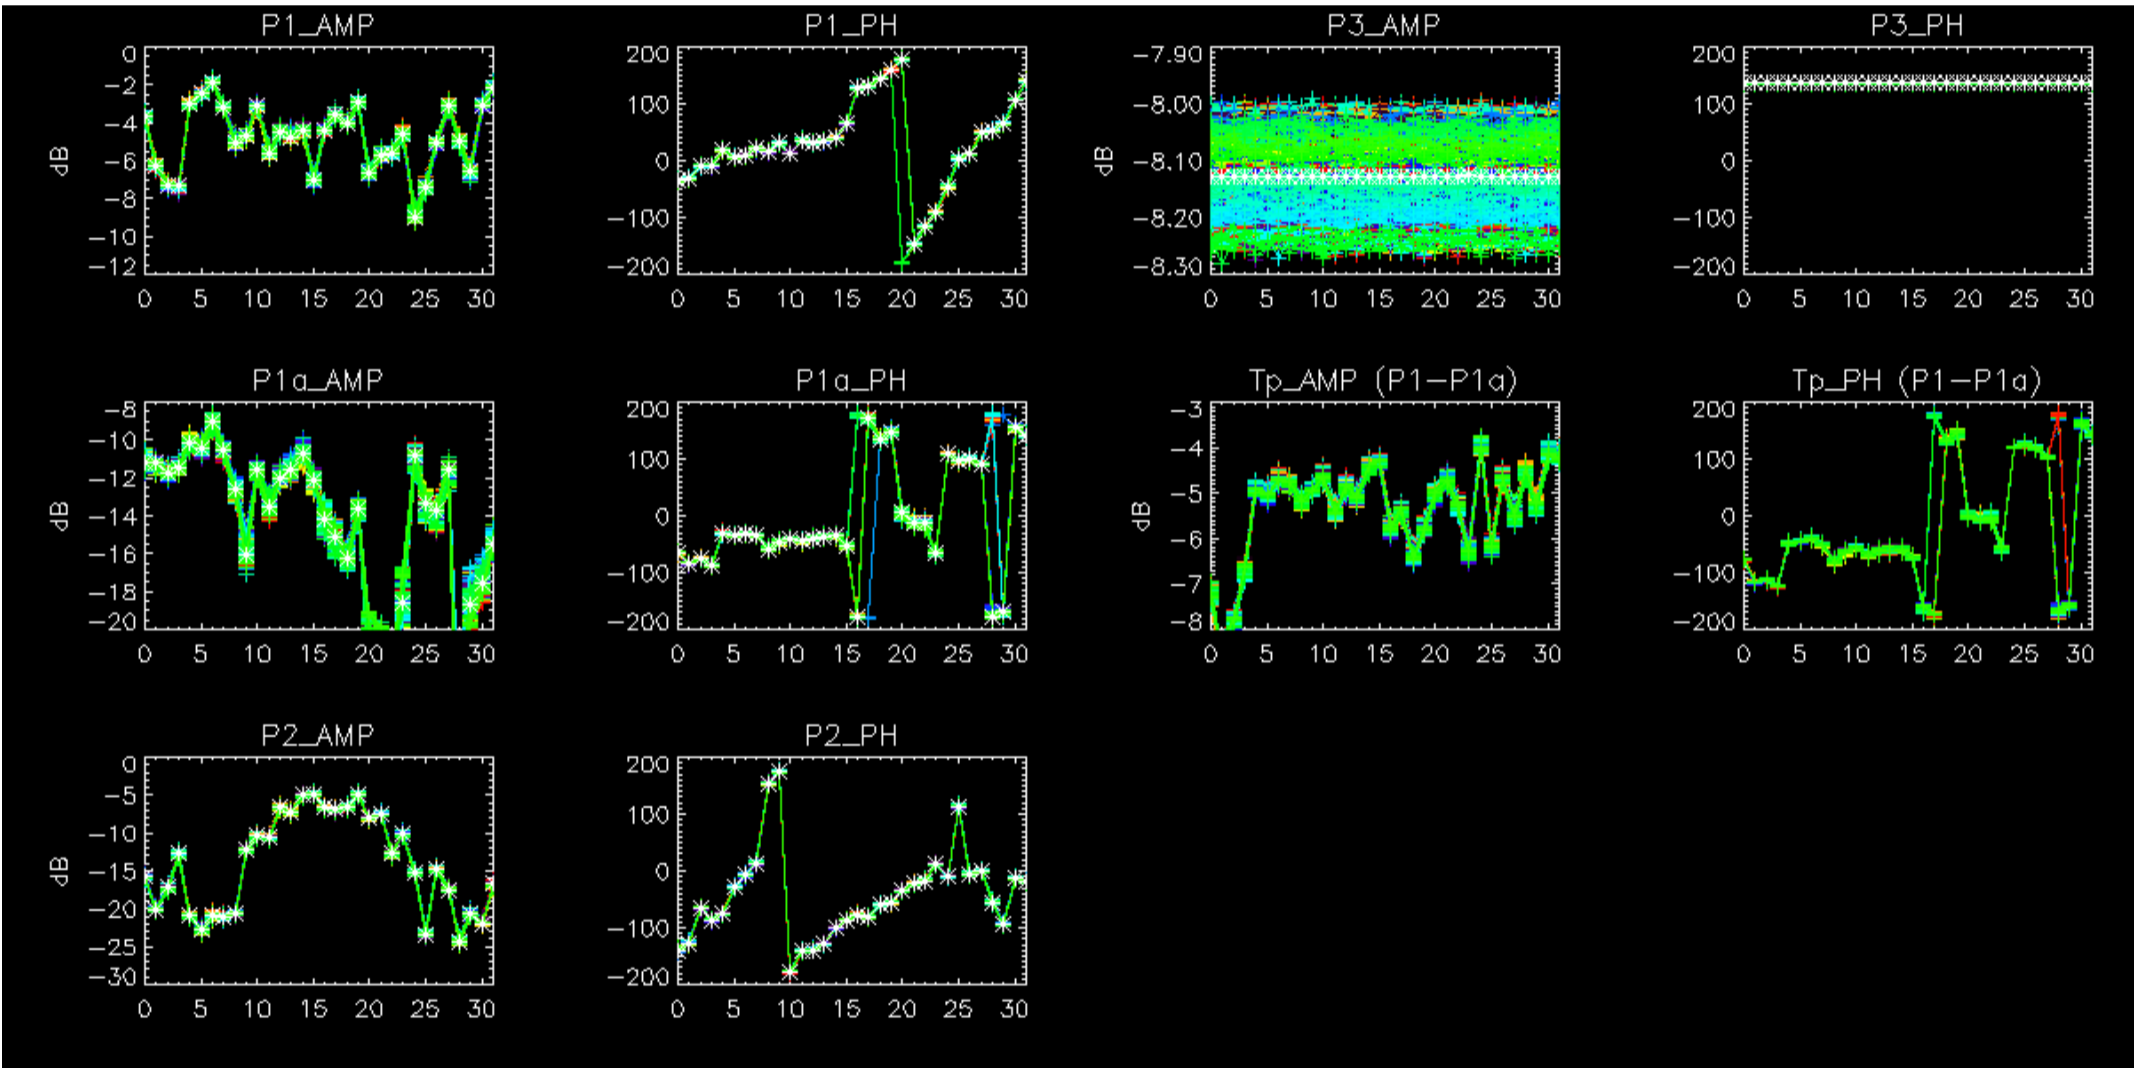 P1_AMP
0
-2
-4
-6
-8
-10
-12
dB
0 5 10 15 20 25 30
P1_PH
200
100
0
-100
-200
0 5 10 15 20 25 30
P3_AMP
-7.90
-8.00
-8.10
-8.20
-8.30
dB
0 5 10 15 20 25 30
P3_PH
200
100
0
-100
-200
0 5 10 15 20 25 30
P1a_AMP
-8
-10
-12
-14
-16
-18
-20
dB
0 5 10 15 20 25 30
P1a_PH
200
100
0
-100
-200
0 5 10 15 20 25 30
Tp_AMP (P1-P1a)
-3
-4
-5
-6
-7
-8
dB
0 5 10 15 20 25 30
Tp_PH (P1-P1a)
200
100
0
-100
-200
0 5 10 15 20 25 30
P2_AMP
0
-5
-10
-15
-20
-25
-30
dB
0 5 10 15 20 25 30
P2_PH
200
100
0
-100
-200
0 5 10 15 20 25 30